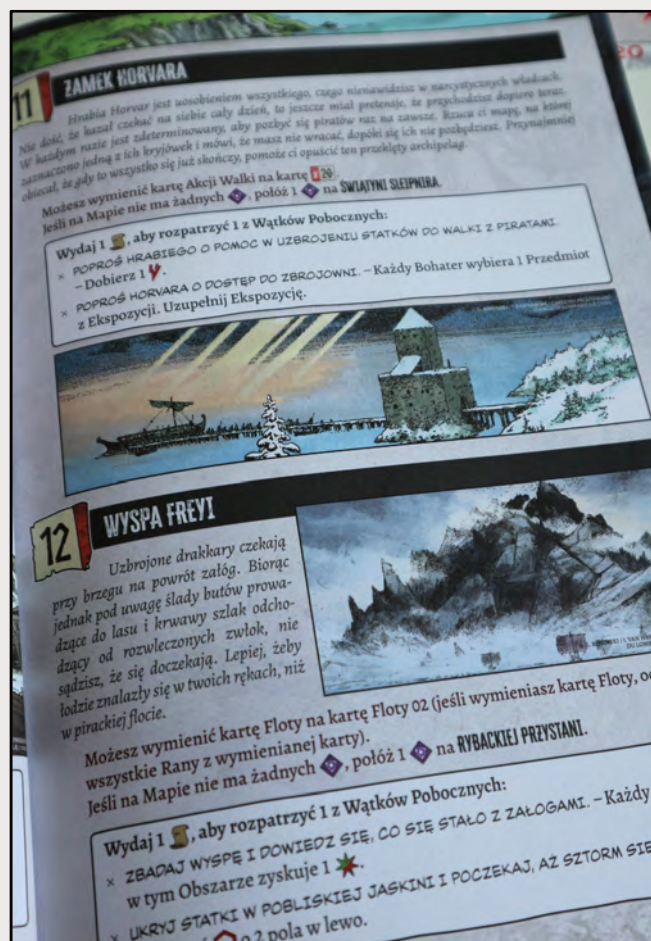 11
ZAMEK HORVARA
Hrabia Horvar jest uosobieniem wszystkiego, czego nienawidzisz w narcystycznych władcach.
Nie dość, że kazał czekać na siebie cały dzień, to jeszcze miał pretensje, że przychodzisz dopiero teraz.
W każdym razie jest zdeterminowany, aby pozbyć się piratów raz na zawsze. Rzuca ci mapę, na której
zaznaczono jedną z ich kryjówek i mówi, że masz nie wracać, dopóki się ich nie pozbędziesz. Przynajmniej
obiecał, że gdy to wszystko się już skończy, pomoże ci opuścić ten przeklęty archipelag.
Możesz wymienić kartę Akcji Walki na kartę 20.
Jeśli na Mapie nie ma żadnych , połóż 1 na ŚWIĄTYNI SLEIPNIRA.
Wydaj 1 , aby rozpatrzyć 1 z Wątków Pobocznych:
× POPROŚ HRABIEGO O POMOC W UZBROJENIU STATKÓW DO WALKI Z PIRATAMI.
– Dobierz 1 .
× POPROŚ HORVARA O DOSTĘP DO ZBROJOWNI. – Każdy Bohater wybiera 1 Przedmiot
z Ekspozycji. Uzupełnij Ekspozycję.
12
WYSPA FREYI
Uzbrojone drakkary czekają
przy brzegu na powrót załóg. Biorąc
jednak pod uwagę ślady butów prowa-
dzące do lasu i krwawy szlak odcho-
dzący od rozwleczonych zwłok, nie
sądzisz, że się doczekają. Lepiej, żeby
łodzie znalazły się w twoich rękach, niż
w pirackiej flocie.
Możesz wymienić kartę Floty na kartę Floty 02 (jeśli wymieniasz kartę Floty,
wszystkie Rany z wymienianej karty).
Jeśli na Mapie nie ma żadnych , połóż 1 na RYBACKIEJ PRZYSTANI.
Wydaj 1 , aby rozpatrzyć 1 z Wątków Pobocznych:
× ZBADAJ WYSPĘ I DOWIEDZ SIĘ, CO SIĘ STAŁO Z ZAŁOGAMI. – Każdy
w tym Obszarze zyskuje 1 .
× UKRYJ STATKI W POBLISKIEJ JASKINI I POCZEKAJ, AŻ SZTORM SIĘ
o 2 pola w lewo.